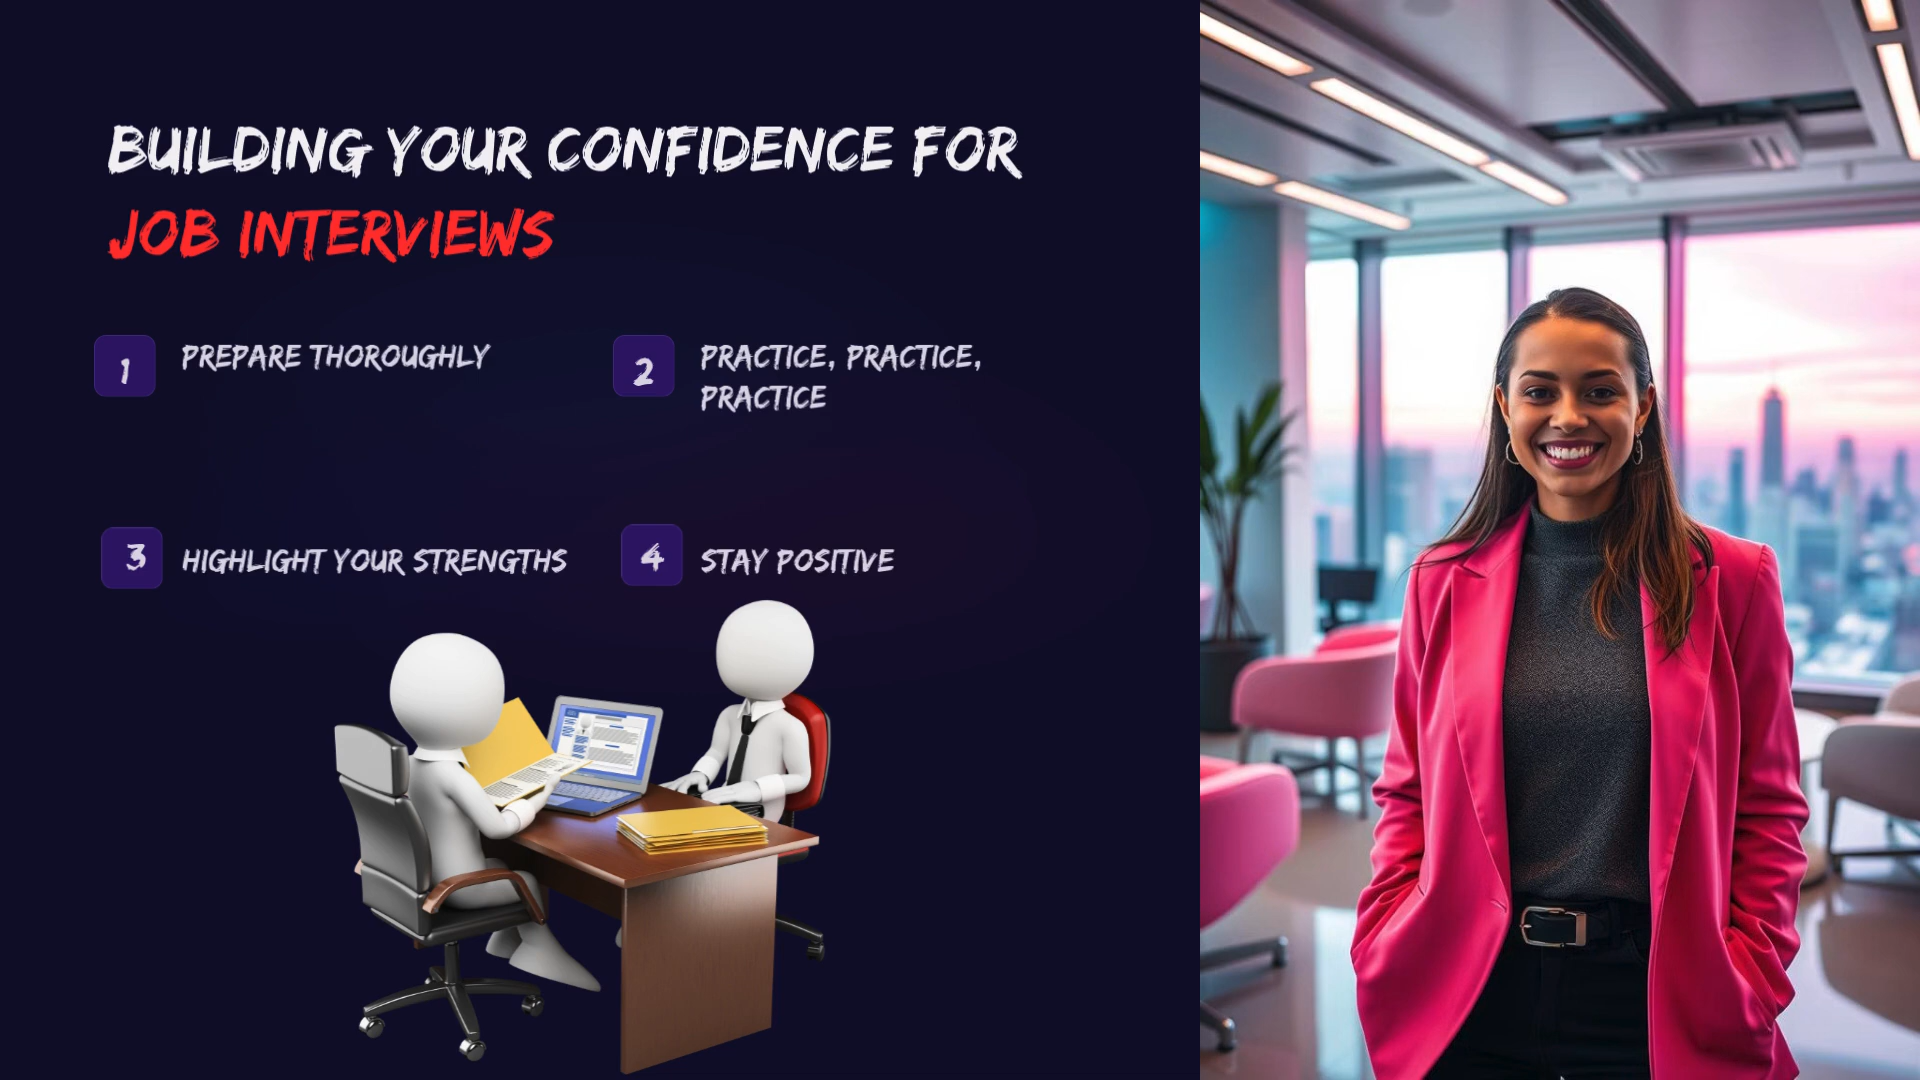 BUILDING YOUR CONFIDENCE FOR
JOB INTERVIEWS
1 PREPARE THOROUGHLY
2 PRACTICE, PRACTICE,
PRACTICE
3 HIGHLIGHT YOUR STRENGTHS
4 STAY POSITIVE